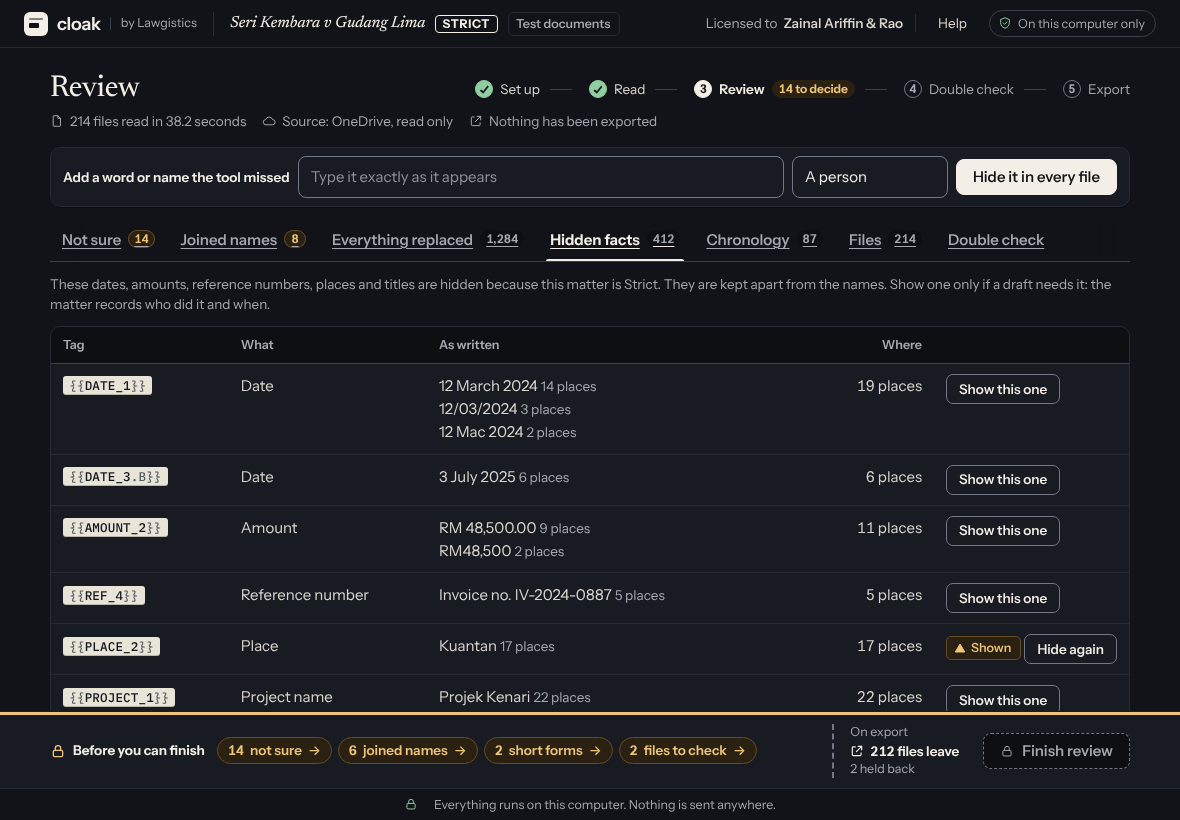 cloak by Lawgistics Seri Kembara v Gudang Lima STRICT Test documents Licensed to Zainal Ariffin & Rao Help On this computer only
Review
Set up Read 3 Review 14 to decide 4 Double check 5 Export
214 files read in 38.2 seconds Source: OneDrive, read only Nothing has been exported
Add a word or name the tool missed Type it exactly as it appears A person Hide it in every file
Not sure 14 Joined names 8 Everything replaced 1,284 Hidden facts 412 Chronology 87 Files 214 Double check
These dates, amounts, reference numbers, places and titles are hidden because this matter is Strict. They are kept apart from the names. Show one only if a draft needs it: the
matter records who did it and when.
Tag What As written Where
{{DATE_1}} Date 12 March 2024 14 places 19 places Show this one
12/03/2024 3 places
12 Mac 2024 2 places
{{DATE_3.B}} Date 3 July 2025 6 places 6 places Show this one
{{AMOUNT_2}} Amount RM 48,500.00 9 places 11 places Show this one
RM48,500 2 places
{{REF_4}} Reference number Invoice no. IV-2024-0887 5 places 5 places Show this one
{{PLACE_2}} Place Kuantan 17 places 17 places Shown Hide again
{{PROJECT_1}} Project name Projek Kenari 22 places 22 places Show this one
Before you can finish 14 not sure → 6 joined names → 2 short forms → 2 files to check →
On export
212 files leave
2 held back
Finish review
Everything runs on this computer. Nothing is sent anywhere.